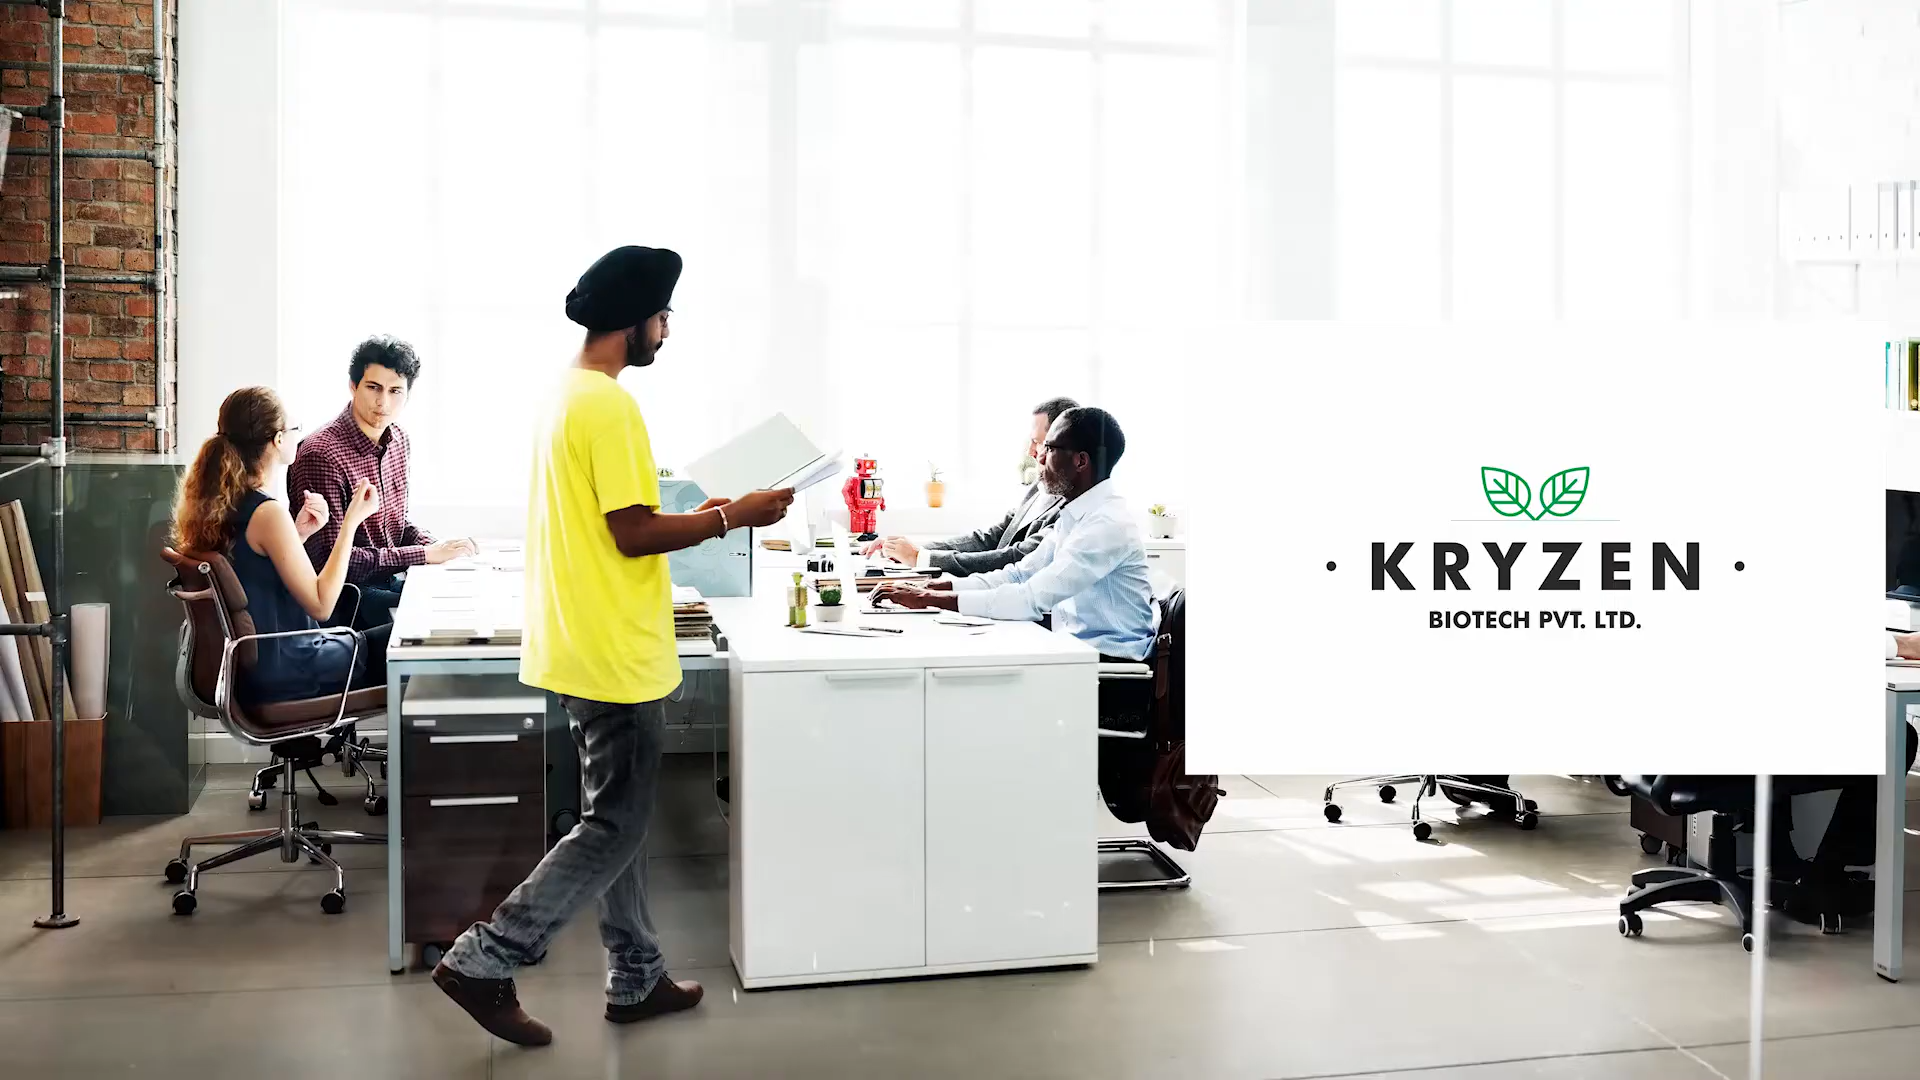 • KRYZEN •
BIOTECH PVT. LTD.